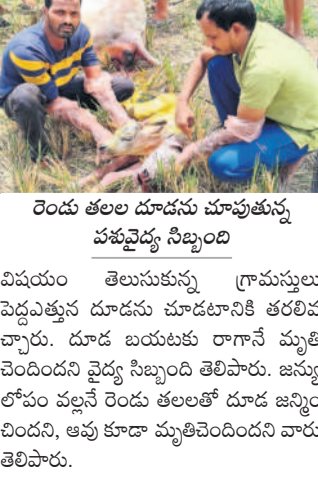 రెండు తలల దూడను చూపుతున్న
పశువైద్య సిబ్బంది
విషయం తెలుసుకున్న గ్రామస్తులు
పెద్దఎత్తున దూడను చూడటానికి తరలివ
చ్చారు. దూడ బయటకు రాగానే మృతి
చెందిందని వైద్య సిబ్బంది తెలిపారు. జన్యు
లోపం వల్లనే రెండు తలలతో దూడ జన్మిం
చిందని, ఆవు కూడా మృతిచెందిందని వారు
తెలిపారు.